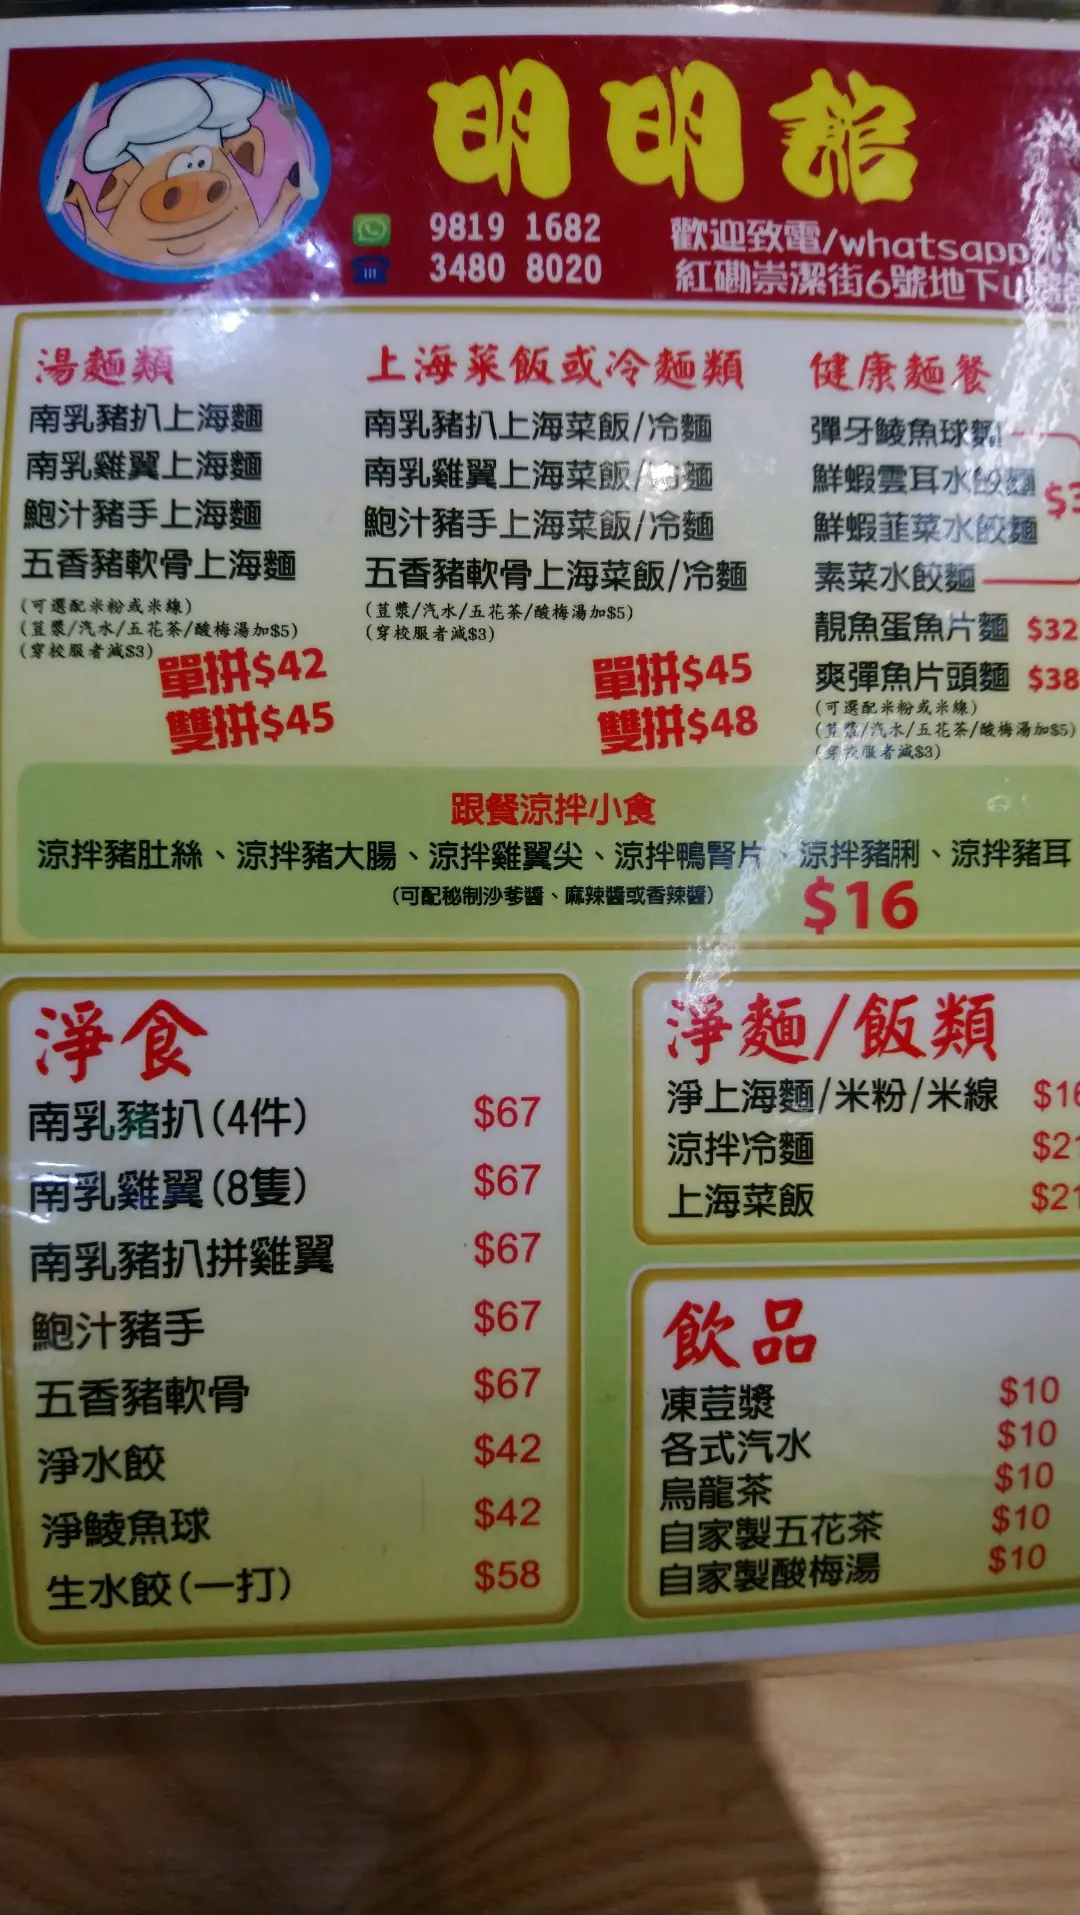 明明館
9819 1682
3480 8020
歡迎致電/whatsapp
紅磡崇潔街6號地下
湯麵類
南乳豬扒上海麵
南乳雞翼上海麵
鮑汁豬手上海麵
五香豬軟骨上海麵
(可選配米粉或米線)
(荳漿/汽水/五花茶/酸梅湯加$5)
(穿校服者減$3)
單拼$42
雙拼$45
上海菜飯或冷麵類
南乳豬扒上海菜飯/冷麵
南乳雞翼上海菜飯/冷麵
鮑汁豬手上海菜飯/冷麵
五香豬軟骨上海菜飯/冷麵
(荳漿/汽水/五花茶/酸梅湯加$5)
(穿校服者減$3)
單拼$45
雙拼$48
健康麵餐
彈牙鯪魚球麵
鮮蝦雲耳水餃麵
鮮蝦韮菜水餃麵
素菜水餃麵
靚魚蛋魚片麵 $32
爽彈魚片頭麵 $38
(可選配米粉或米線)
(荳漿/汽水/五花茶/酸梅湯加$5)
(穿校服者減$3)
跟餐涼拌小食
涼拌豬肚絲、涼拌豬大腸、涼拌雞翼尖、涼拌鴨腎片、涼拌豬脷、涼拌豬耳
(可配秘制沙爹醬、麻辣醬或香辣醬) $16
淨食
南乳豬扒(4件) $67
南乳雞翼(8隻) $67
南乳豬扒拼雞翼 $67
鮑汁豬手 $67
五香豬軟骨 $67
淨水餃 $42
淨鯪魚球 $42
生水餃(一打) $58
淨麵/飯類
淨上海麵/米粉/米線 $16
涼拌冷麵 $21
上海菜飯 $21
飲品
凍荳漿 $10
各式汽水 $10
烏龍茶 $10
自家製五花茶 $10
自家製酸梅湯 $10